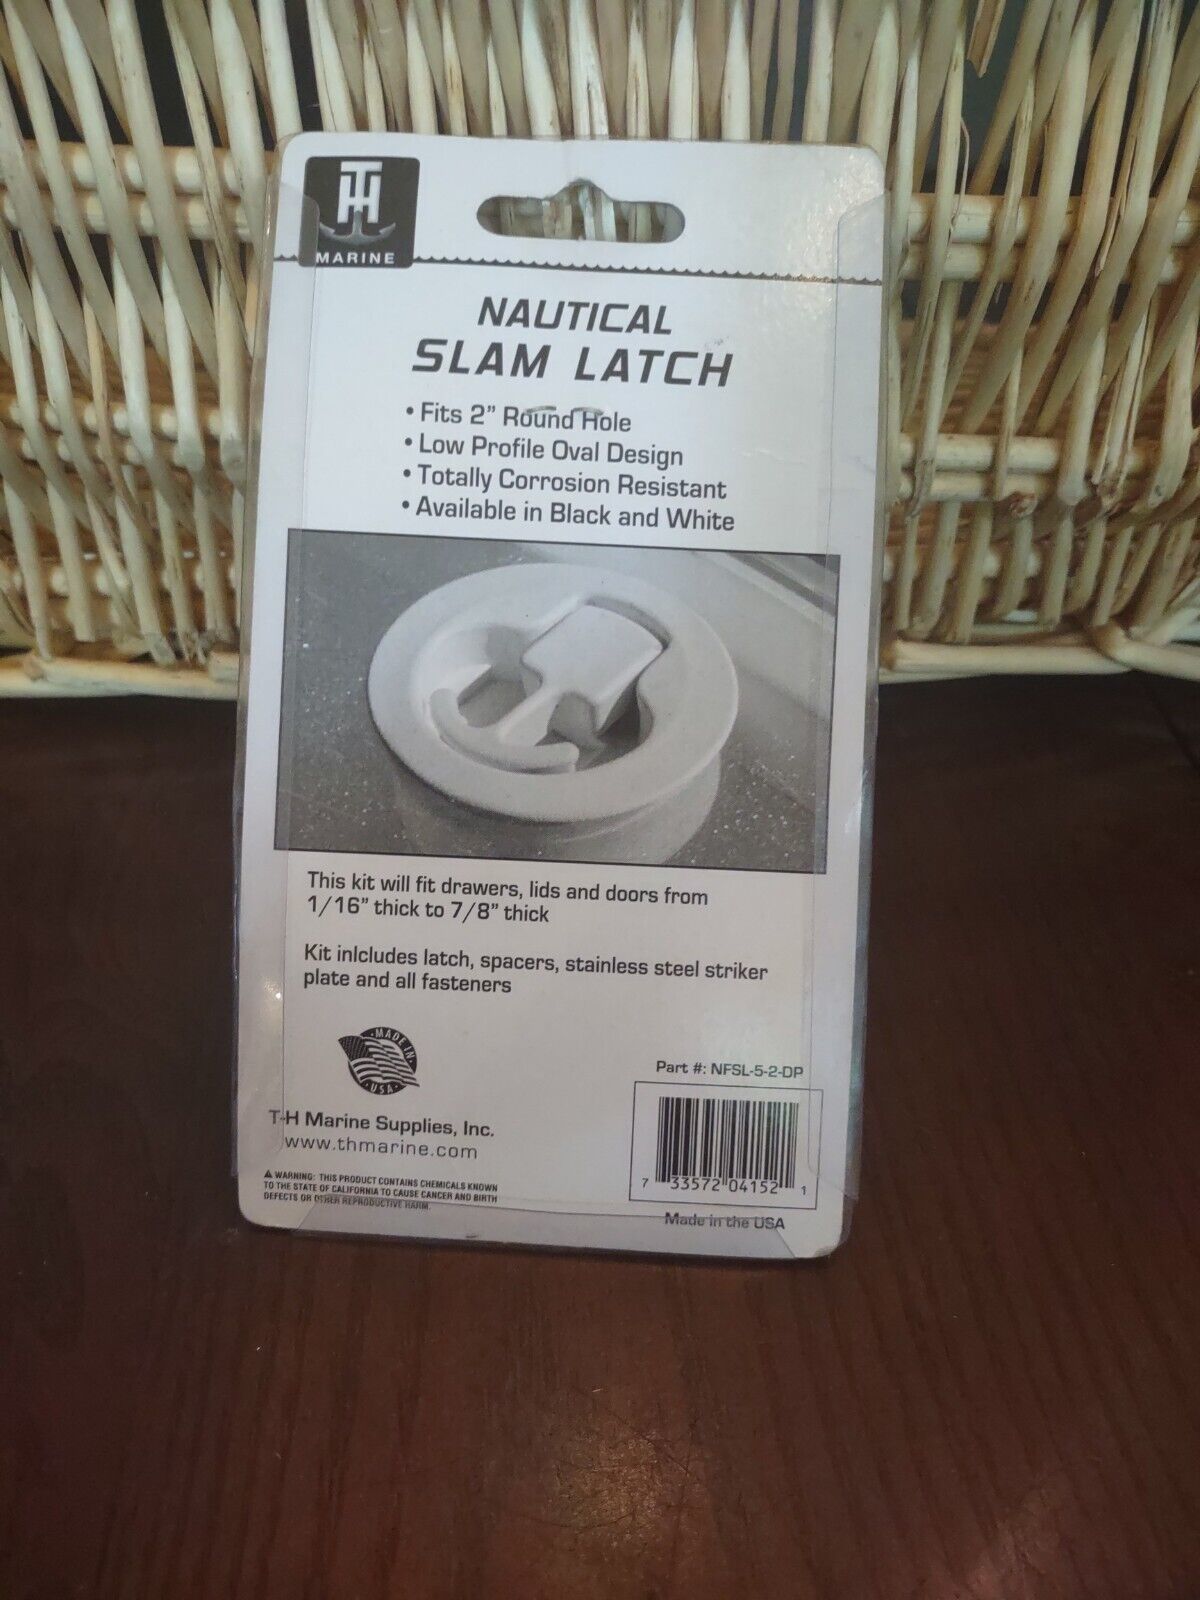 TH
MARINE
NAUTICAL
SLAM LATCH
• Fits 2" Round Hole
• Low Profile Oval Design
• Totally Corrosion Resistant
• Available in Black and White
This kit will fit drawers, lids and doors from
1/16" thick to 7/8" thick
Kit inlcludes latch, spacers, stainless steel striker
plate and all fasteners
• MADE IN •
USA
T-H Marine Supplies, Inc.
www.thmarine.com
⚠ WARNING: THIS PRODUCT CONTAINS CHEMICALS KNOWN
TO THE STATE OF CALIFORNIA TO CAUSE CANCER AND BIRTH
DEFECTS OR OTHER REPRODUCTIVE HARM.
Part #: NFSL-5-2-DP
7 33572 04152 1
Made in the USA